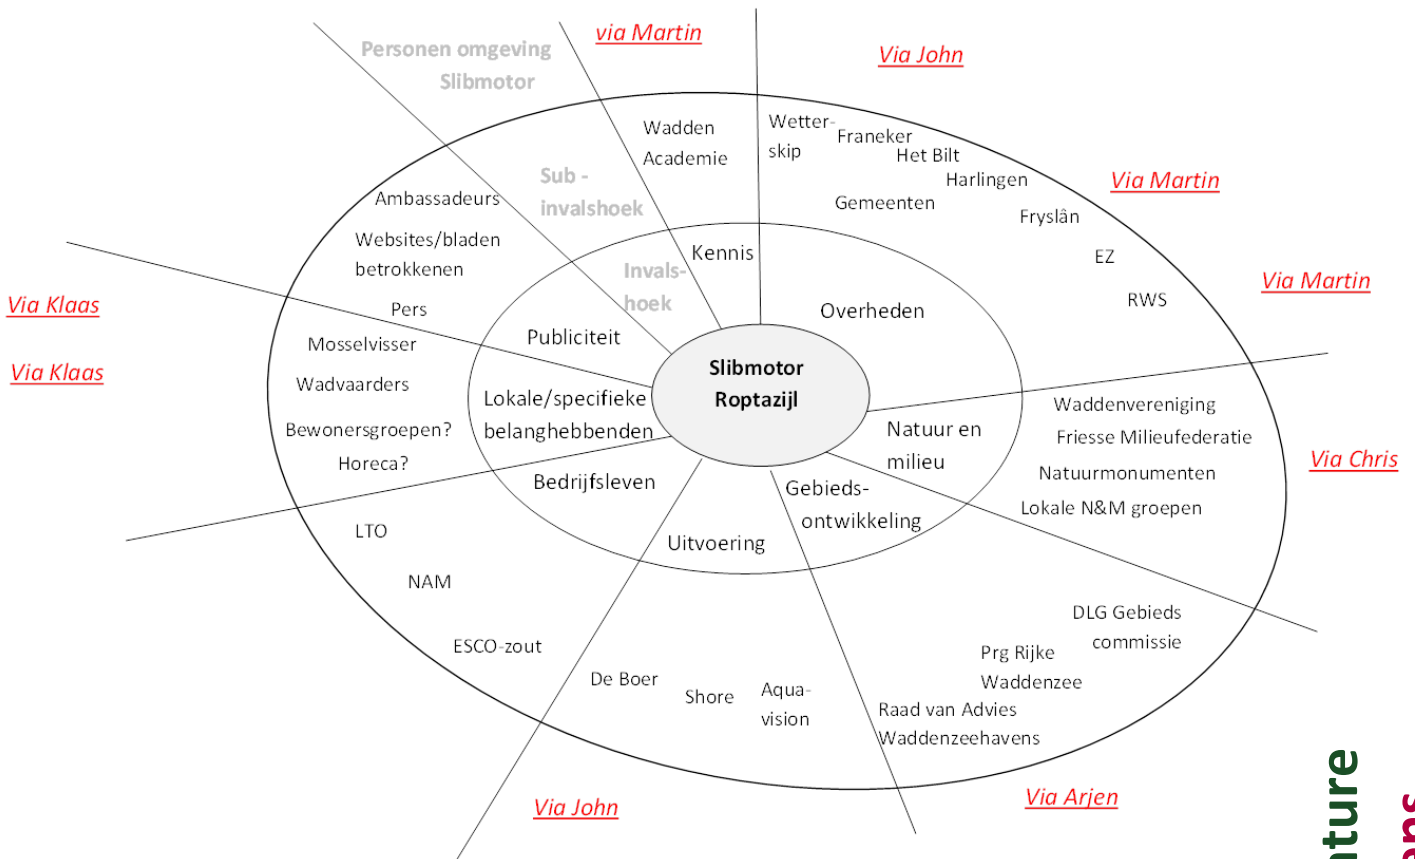 Personen omgeving
Slibmotor
via Martin
Via John
Wadden
Academie
Wetter-
skip
Franeker
Het Bilt
Harlingen
Gemeenten
Fryslân
EZ
RWS
Via Martin
Via Martin
Sub -
invalshoek
Ambassadeurs
Websites/bladen
betrokkenen
Pers
Invals-
hoek
Kennis
Overheden
Publiciteit
Via Klaas
Via Klaas
Mosselvisser
Wadvaarders
Bewonersgroepen?
Horeca?
Lokale/specifieke
belanghebbenden
Slibmotor
Roptazijl
Natuur en
milieu
Waddenvereniging
Friesse Milieufederatie
Natuurmonumenten
Lokale N&M groepen
Via Chris
Bedrijfsleven
Uitvoering
Gebieds-
ontwikkeling
LTO
NAM
ESCO-zout
De Boer
Shore
Aqua-
vision
DLG Gebieds
commissie
Prg Rijke
Waddenzee
Raad van Advies
Waddenzeehavens
Via John
Via Arjen